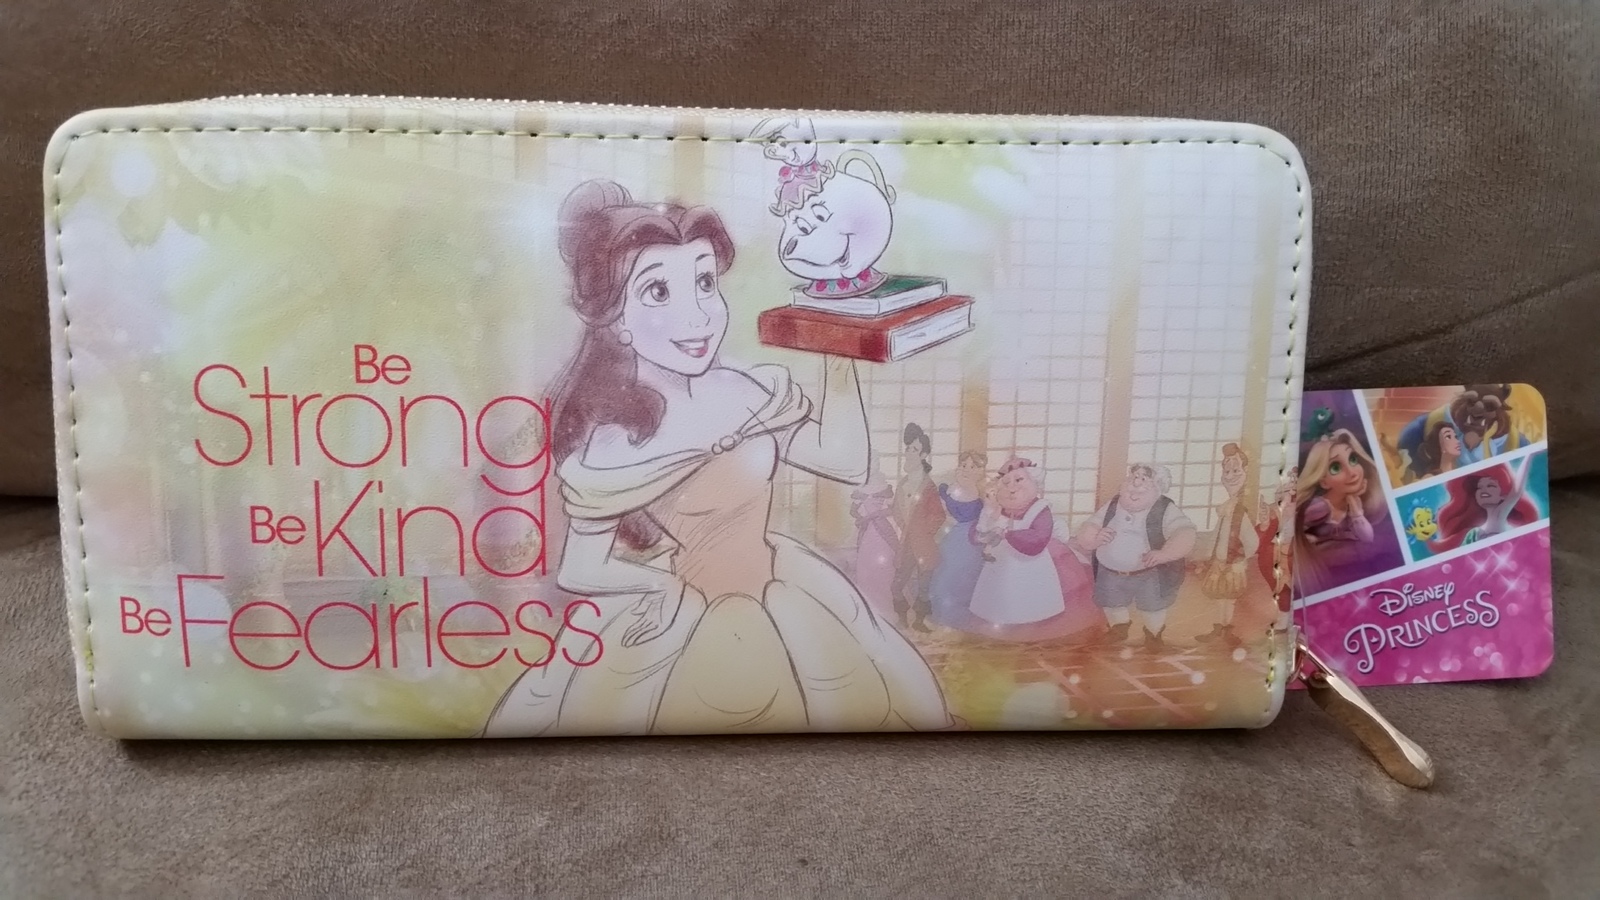 Be
Strong
Be Kind
Be Fearless
Disney
PRINCESS